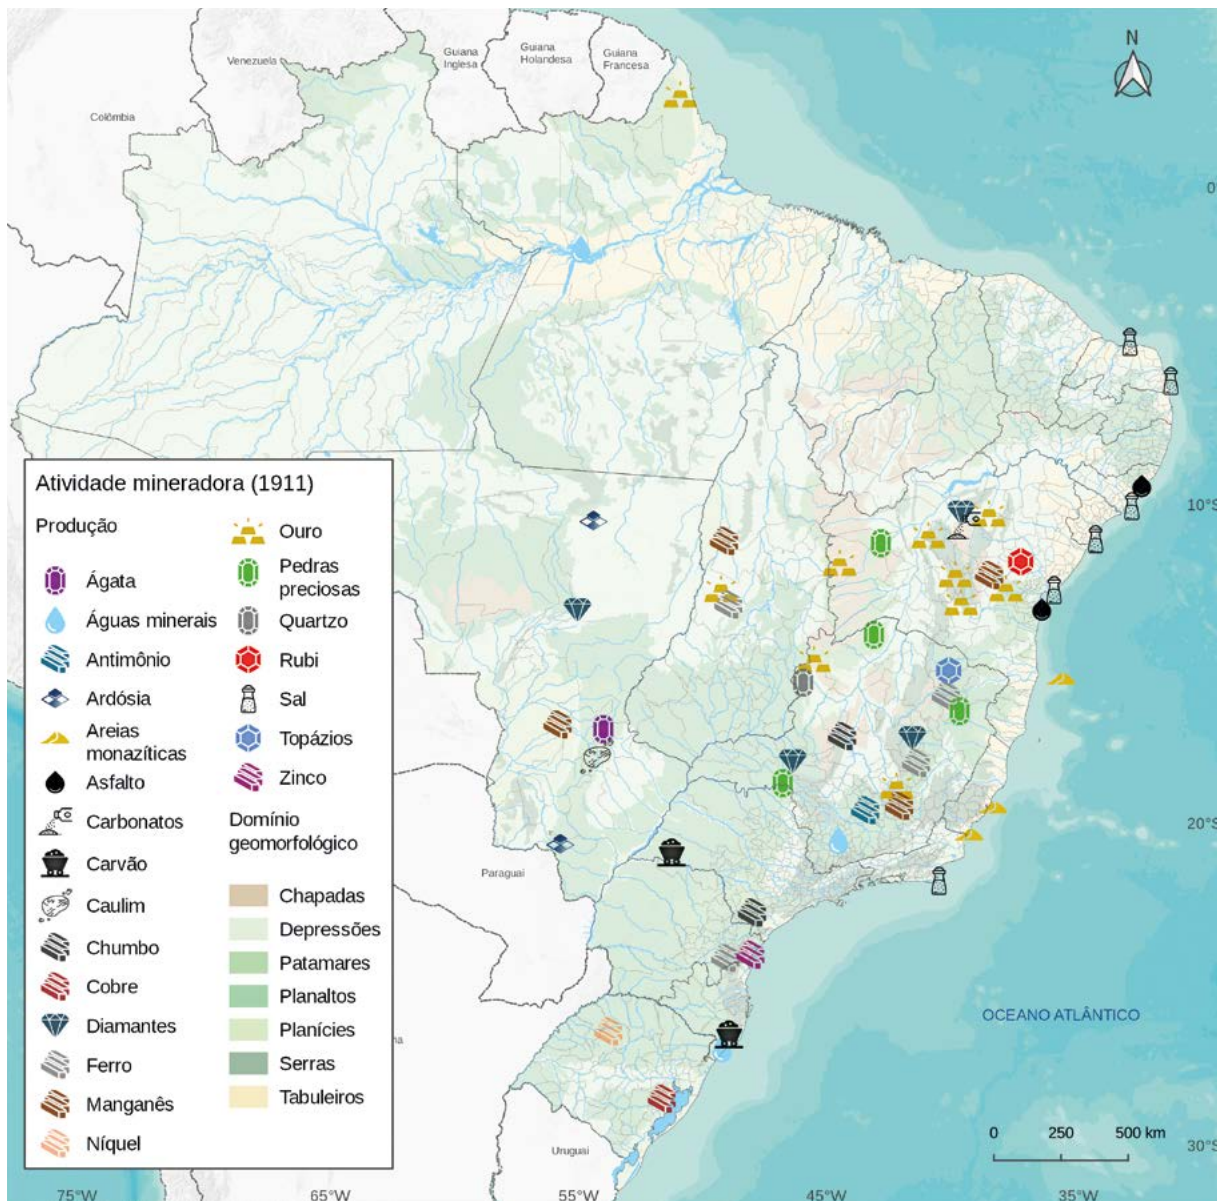 N
Venezuela
Guiana
Inglesa
Guiana
Holandesa
Guiana
Francesa
Colômbia
0°
10°S
20°S
30°S
Paraguai
Uruguai
na
OCEANO ATLÂNTICO
0 250 500 km
75°W 65°W 55°W 45°W 35°W
Atividade mineradora (1911)
Produção
Ágata
Águas minerais
Antimônio
Ardósia
Areias
monazíticas
Asfalto
Carbonatos
Carvão
Caulim
Chumbo
Cobre
Diamantes
Ferro
Manganês
Níquel
Ouro
Pedras
preciosas
Quartzo
Rubi
Sal
Topázios
Zinco
Domínio
geomorfológico
Chapadas
Depressões
Patamares
Planaltos
Planícies
Serras
Tabuleiros